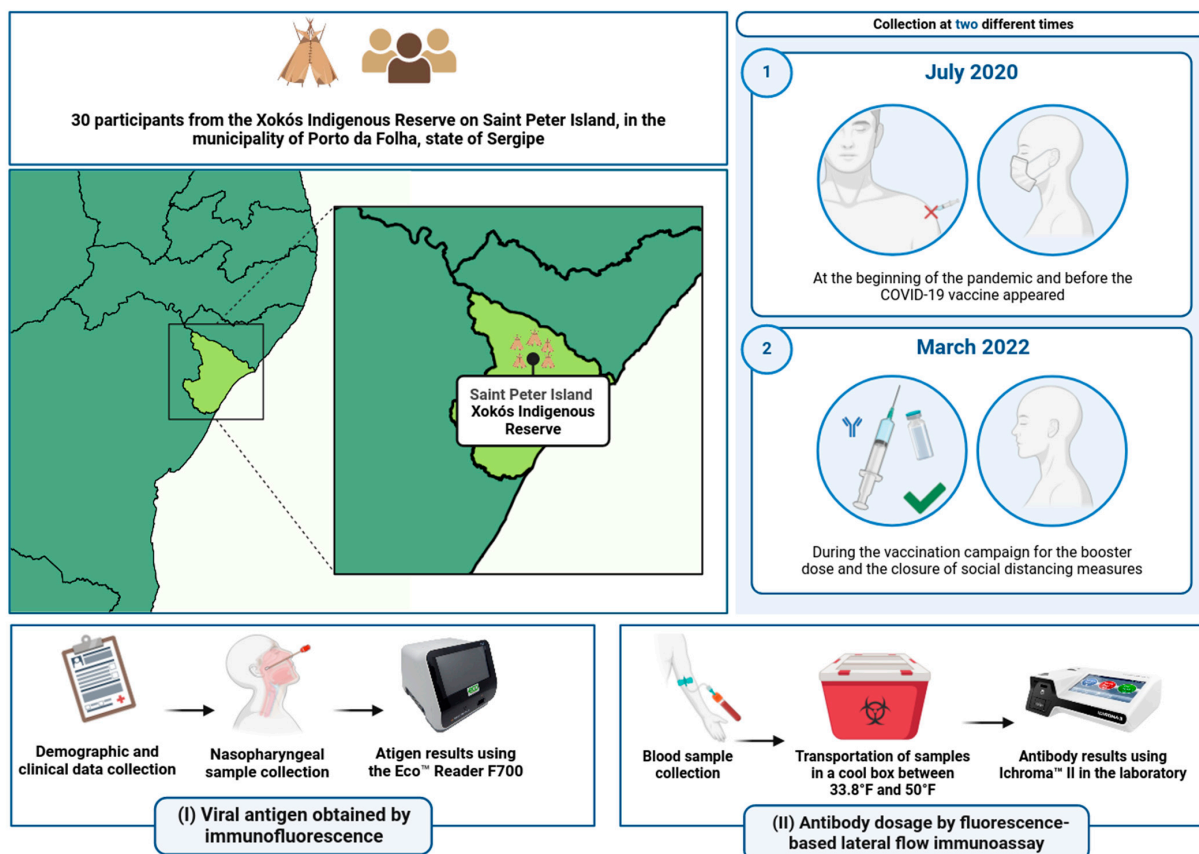 30 participants from the Xokós Indigenous Reserve on Saint Peter Island, in the
municipality of Porto da Folha, state of Sergipe
Saint Peter Island
Xokós Indigenous
Reserve
Collection at two different times
1
July 2020
At the beginning of the pandemic and before the
COVID-19 vaccine appeared
2
March 2022
During the vaccination campaign for the booster
dose and the closure of social distancing measures
Demographic and
clinical data collection
Nasopharyngeal
sample collection
Atigen results using
the Eco™ Reader F700
(I) Viral antigen obtained by
immunofluorescence
Blood sample
collection
Transportation of samples
in a cool box between
33.8°F and 50°F
Antibody results using
Ichroma™ II in the laboratory
(II) Antibody dosage by fluorescence-
based lateral flow immunoassay